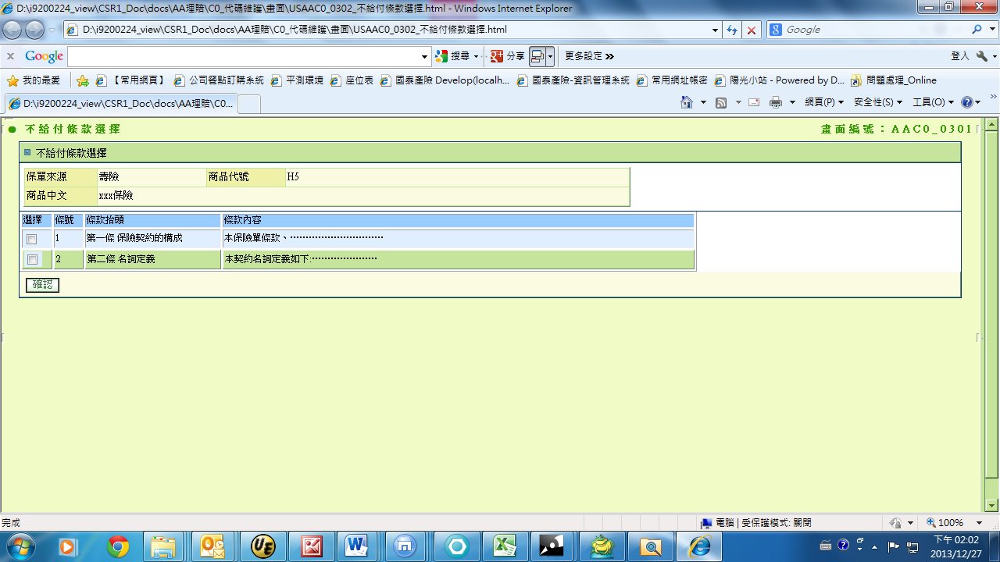 D:\i9200224_view\CSR1_Doc\docs\AA理賠\C0_代碼維護\畫面\USAAC0_0302_不給付條款選擇.html - Windows Internet Explorer
D:\i9200224_view\CSR1_Doc\docs\AA理賠\C0_代碼維護\畫面\USAAC0_0302_不給付條款選擇.html Google
x Google 搜尋 分享 更多設定 » 登入
我的最愛 【常用網頁】 公司餐點訂購系統 平測環境 座位表 國泰產險 Develop(localh... 國泰產險-資訊管理系統 常用網址帳密 陽光小站 - Powered by D... 問題處理_Online
D:\i9200224_view\CSR1_Doc\docs\AA理賠\C0... 網頁(P) 安全性(S) 工具(O) »
不給付條款選擇 畫面編號：AAC0_0301
不給付條款選擇
保單來源 壽險 商品代號 H5
商品中文 xxx保險
選擇 條號 條款抬頭 條款內容
1 第一條 保險契約的構成 本保險單條款、‧‧‧‧‧‧‧‧‧‧‧‧‧‧‧‧‧‧‧‧‧‧‧‧‧‧‧‧‧‧
2 第二條 名詞定義 本契約名詞定義如下:‧‧‧‧‧‧‧‧‧‧‧‧‧‧‧‧‧‧‧‧‧
確認
完成 電腦 | 受保護模式: 關閉 100%
下午 02:02
2013/12/27